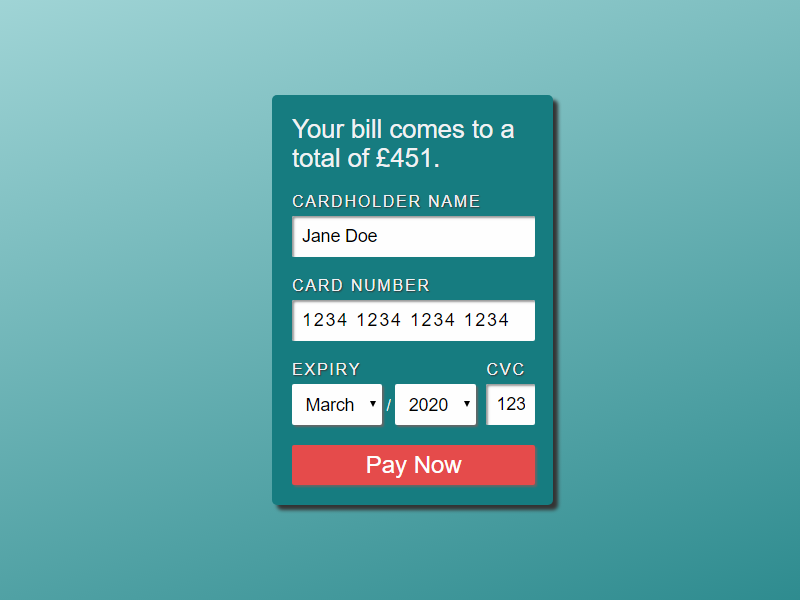 Your bill comes to a
total of £451.
CARDHOLDER NAME
Jane Doe
CARD NUMBER
1234 1234 1234 1234
EXPIRY CVC
March / 2020 123
Pay Now